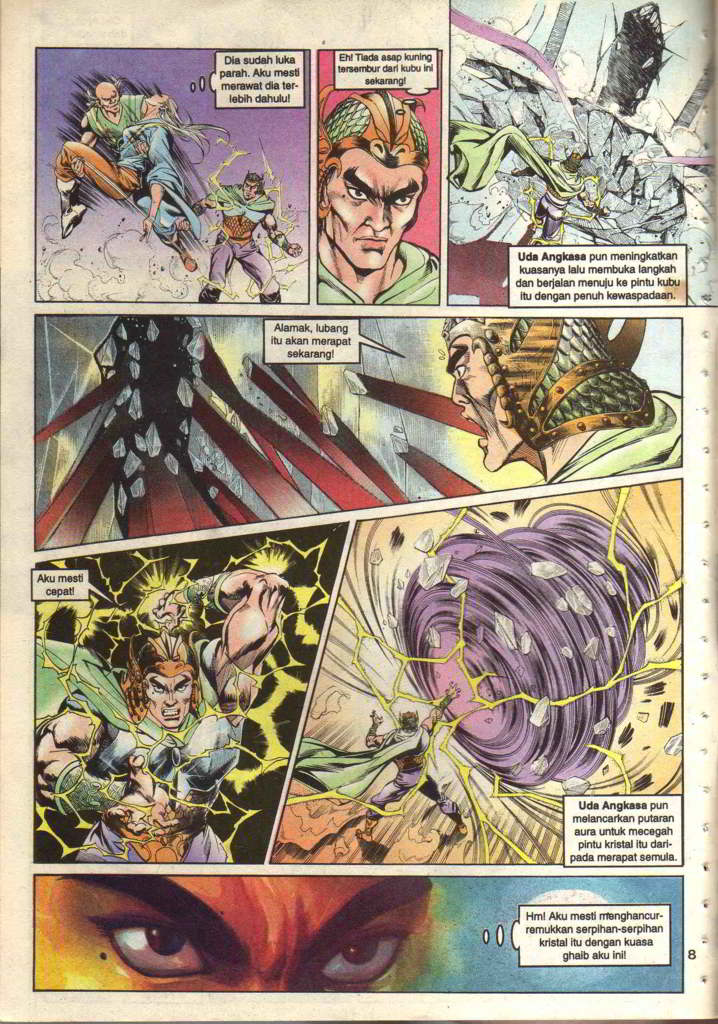 Dia sudah luka
parah. Aku mesti
merawat dia ter-
lebih dahulu!
Eh! Tiada asap kuning
tersembur dari kubu ini
sekarang!
Uda Angkasa pun meningkatkan
kuasanya lalu membuka langkah
dan berjalan menuju ke pintu kubu
itu dengan penuh kewaspadaan.
Alamak, lubang
itu akan merapat
sekarang!
Aku mesti
cepat!
Uda Angkasa pun
melancarkan putaran
aura untuk mecegah
pintu kristal itu dari-
pada merapat semula.
Hm! Aku mesti menghancur-
remukkan serpihan-serpihan
kristal itu dengan kuasa
ghaib aku ini!
8